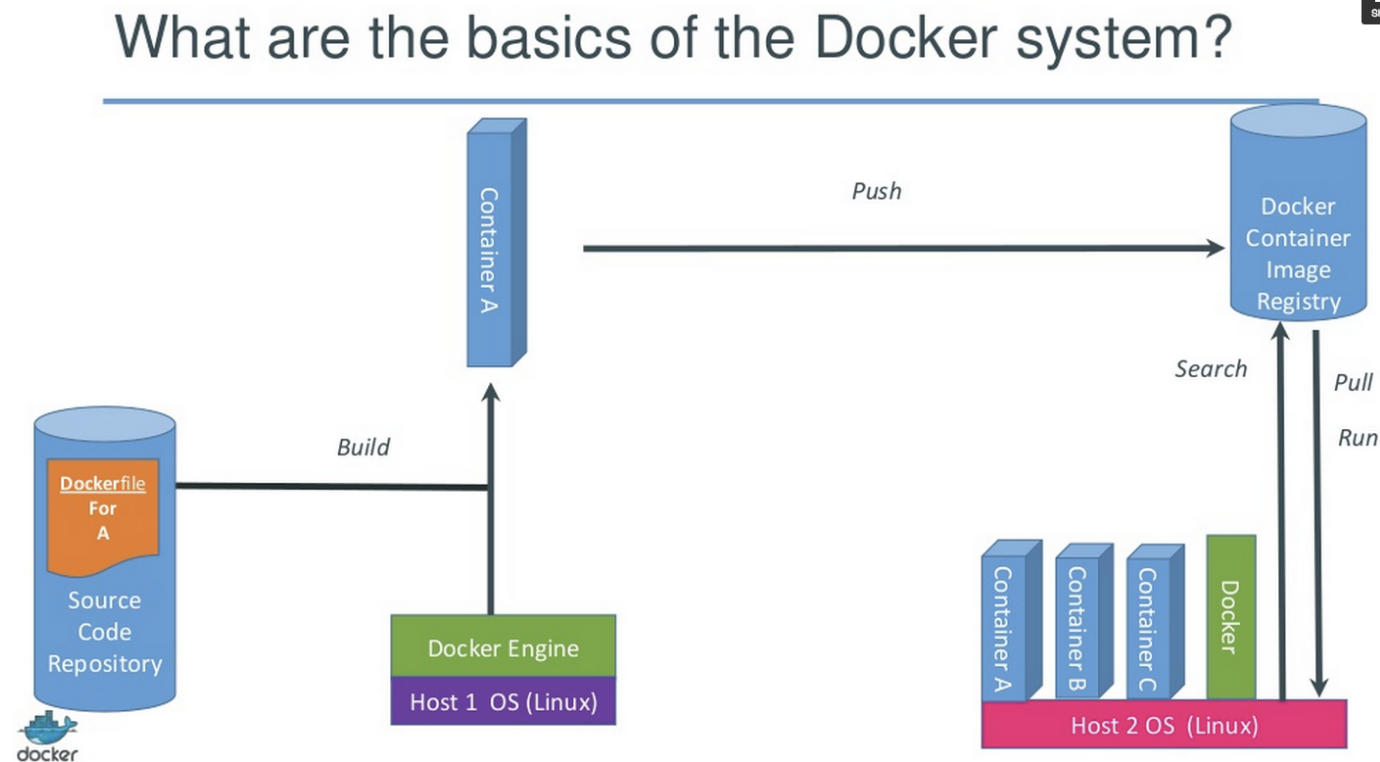 What are the basics of the Docker system?
Container A
Push
Docker
Container
Image
Registry
Search
Pull
Run
Build
Dockerfile
For
A
Source
Code
Repository
Docker Engine
Host 1 OS (Linux)
Container A
Container B
Container C
Docker
Host 2 OS (Linux)
docker